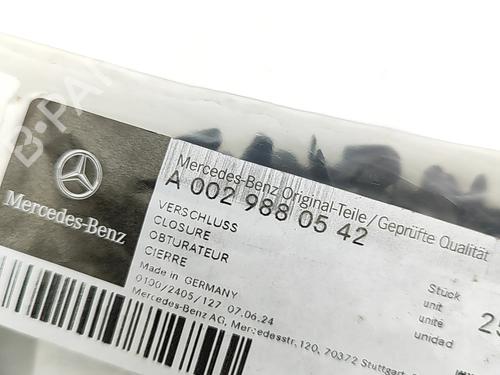 B-PA
Mercedes-Benz
Mercedes-Benz Original-Teile/Geprüfte Qualität
A 002 988 05 42
VERSCHLUSS
CLOSURE
OBTURATEUR
CIERRE
Made in GERMANY
0100/2405/127 07.06.24
Mercedes-Benz AG, Mercedesstr.120, 70372 Stuttgart
Stück
unit
unité
unidad